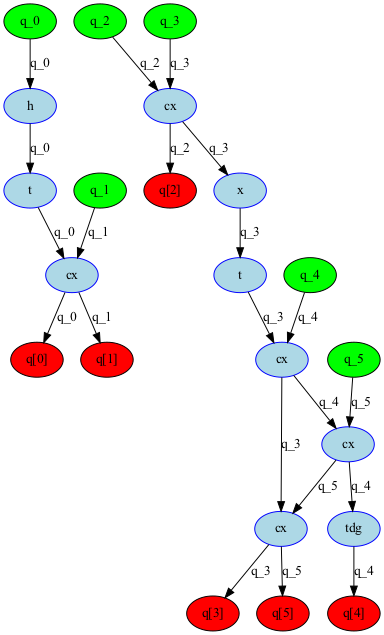 q_0 q_2 q_3
q_0 q_2 q_3
h cx
q_0 q_2 q_3
t q_1 q[2] x
q_0 q_1 q_3
cx t q_4
q_0 q_1 q_3 q_4
q[0] q[1] cx q_5
q_4 q_5
q_3 cx
q_5 q_4
cx tdg
q_3 q_5 q_4
q[3] q[5] q[4]